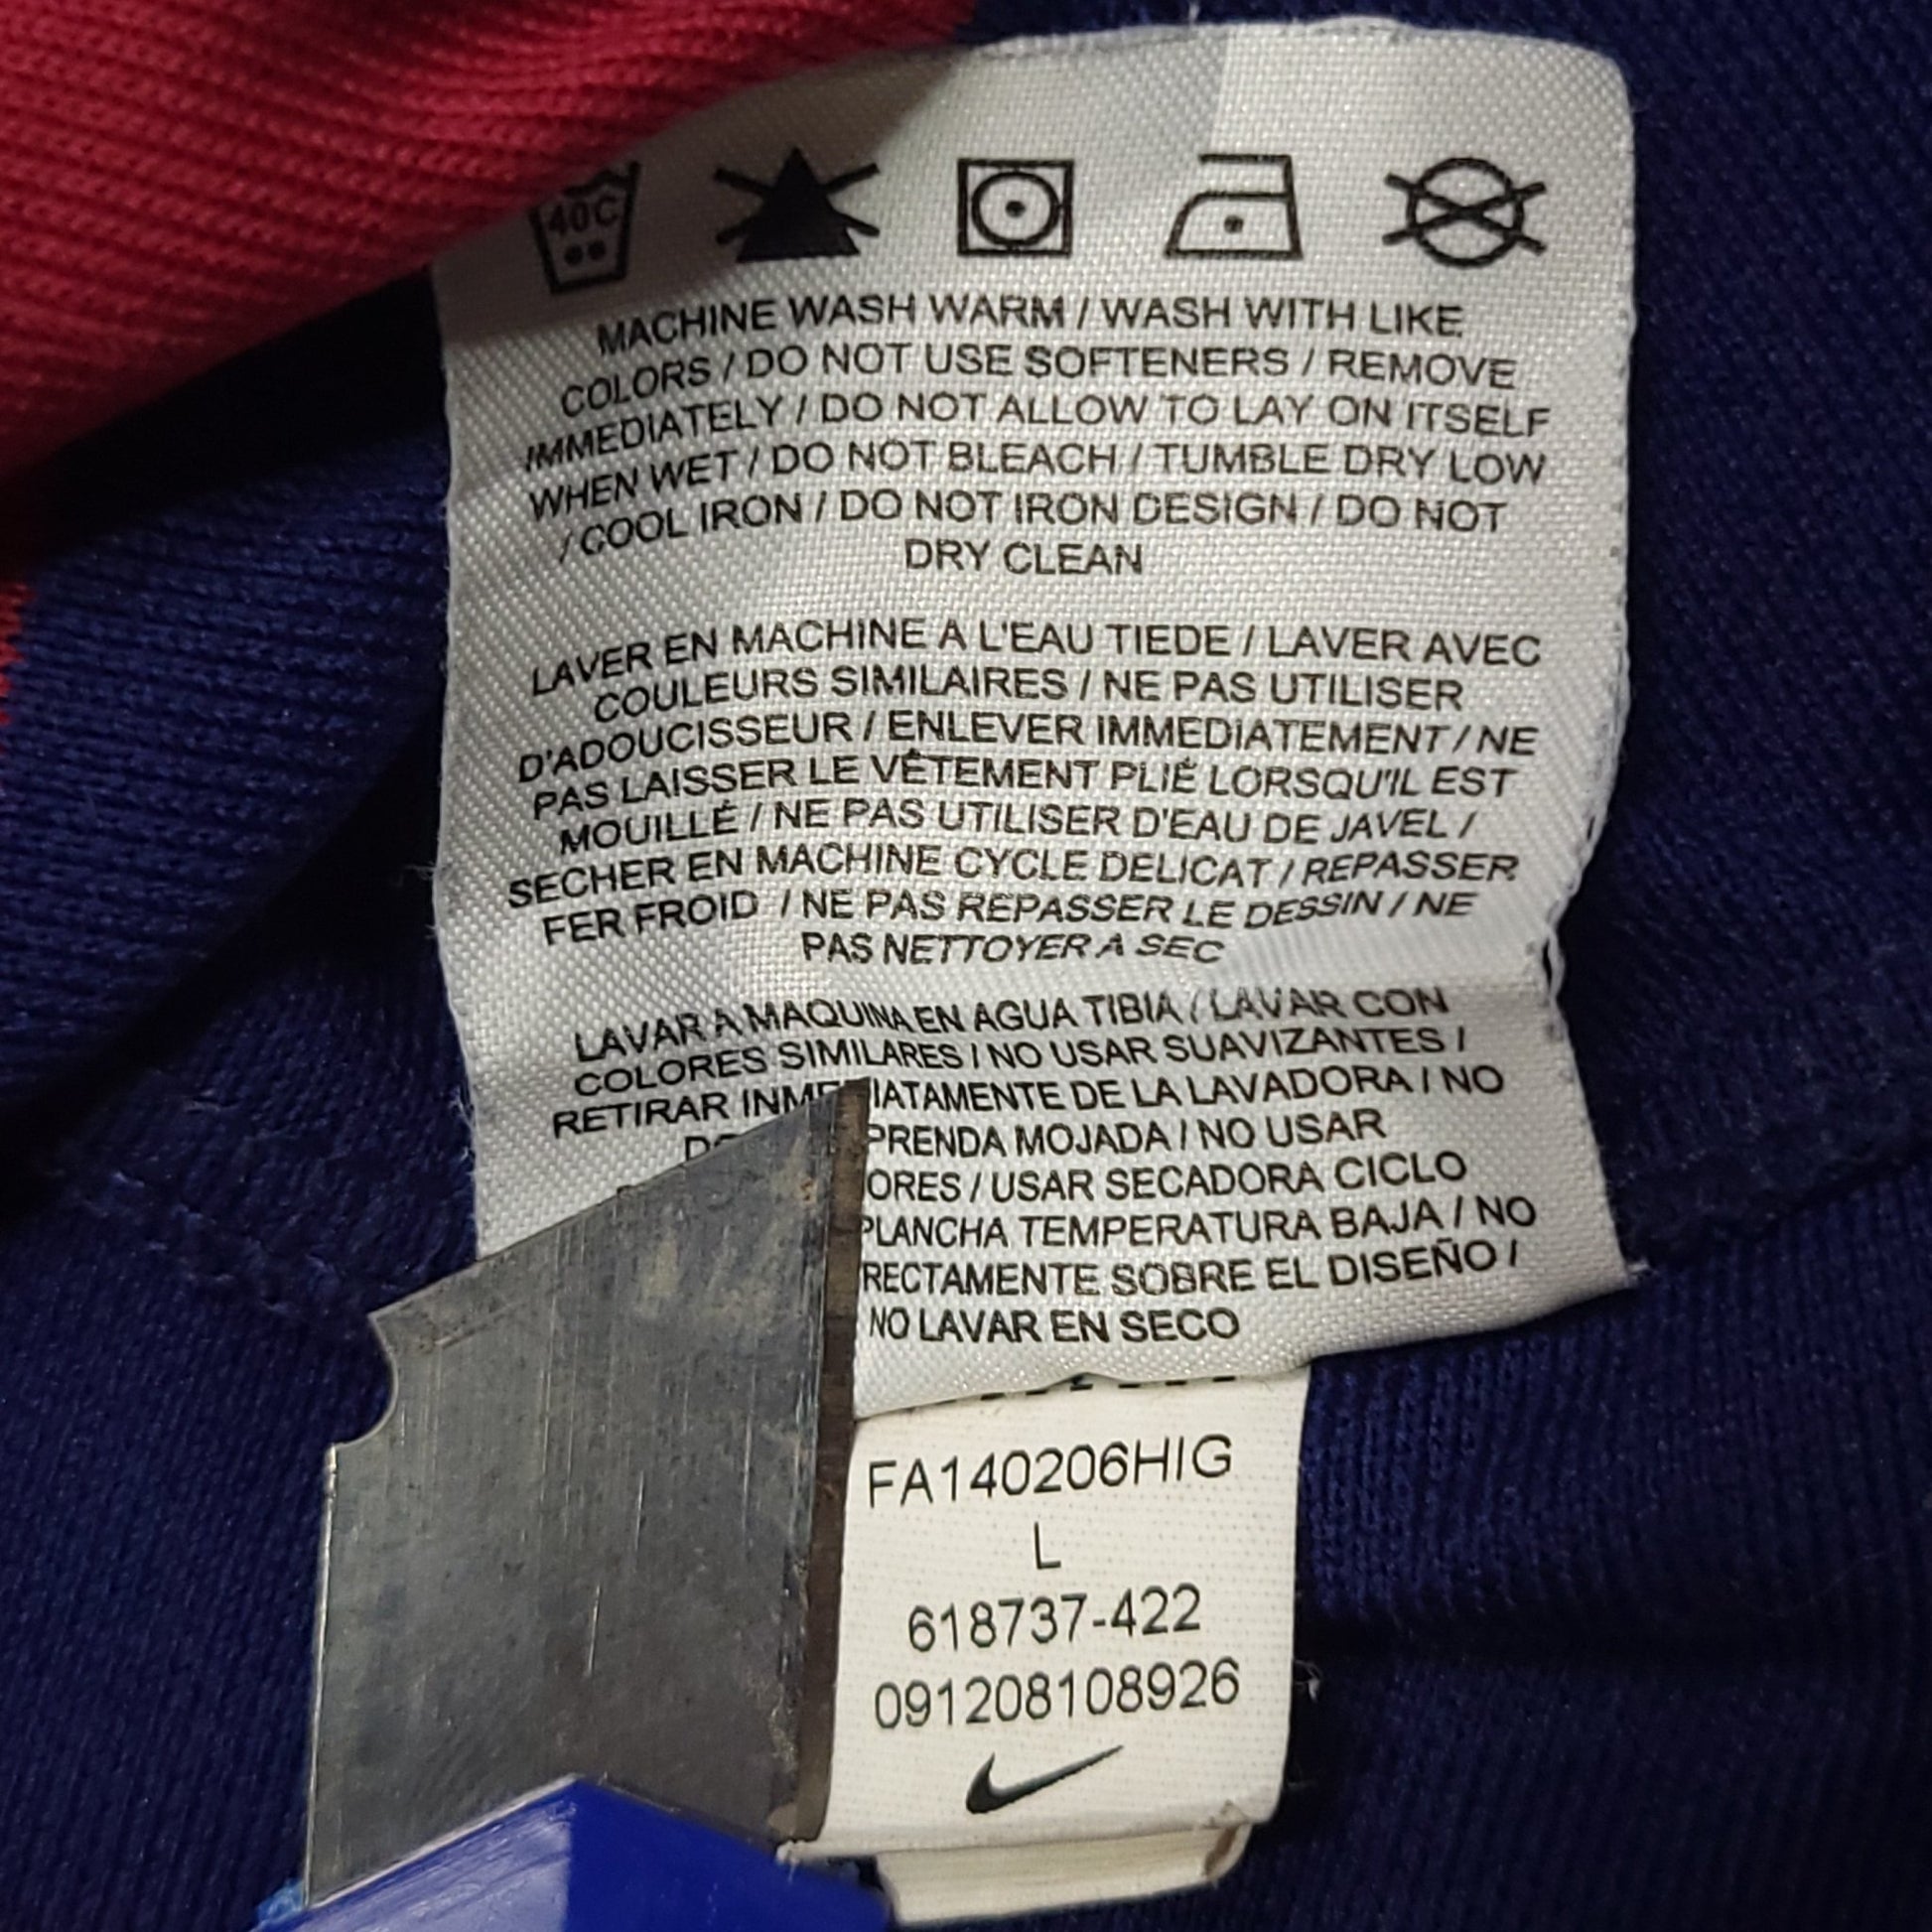 40C
MACHINE WASH WARM / WASH WITH LIKE
COLORS / DO NOT USE SOFTENERS / REMOVE
IMMEDIATELY / DO NOT ALLOW TO LAY ON ITSELF
WHEN WET / DO NOT BLEACH / TUMBLE DRY LOW
/ COOL IRON / DO NOT IRON DESIGN / DO NOT
DRY CLEAN
LAVER EN MACHINE A L'EAU TIEDE / LAVER AVEC
COULEURS SIMILAIRES / NE PAS UTILISER
D'ADOUCISSEUR / ENLEVER IMMEDIATEMENT / NE
PAS LAISSER LE VÊTEMENT PLIÉ LORSQU'IL EST
MOUILLÉ / NE PAS UTILISER D'EAU DE JAVEL /
SECHER EN MACHINE CYCLE DELICAT / REPASSER
FER FROID / NE PAS REPASSER LE DESSIN / NE
PAS NETTOYER A SEC
LAVAR A MAQUINA EN AGUA TIBIA / LAVAR CON
COLORES SIMILARES / NO USAR SUAVIZANTES /
RETIRAR INMEDIATAMENTE DE LA LAVADORA / NO
PRENDA MOJADA / NO USAR
ORES / USAR SECADORA CICLO
PLANCHA TEMPERATURA BAJA / NO
RECTAMENTE SOBRE EL DISEÑO /
NO LAVAR EN SECO
FA140206HIG
L
618737-422
091208108926